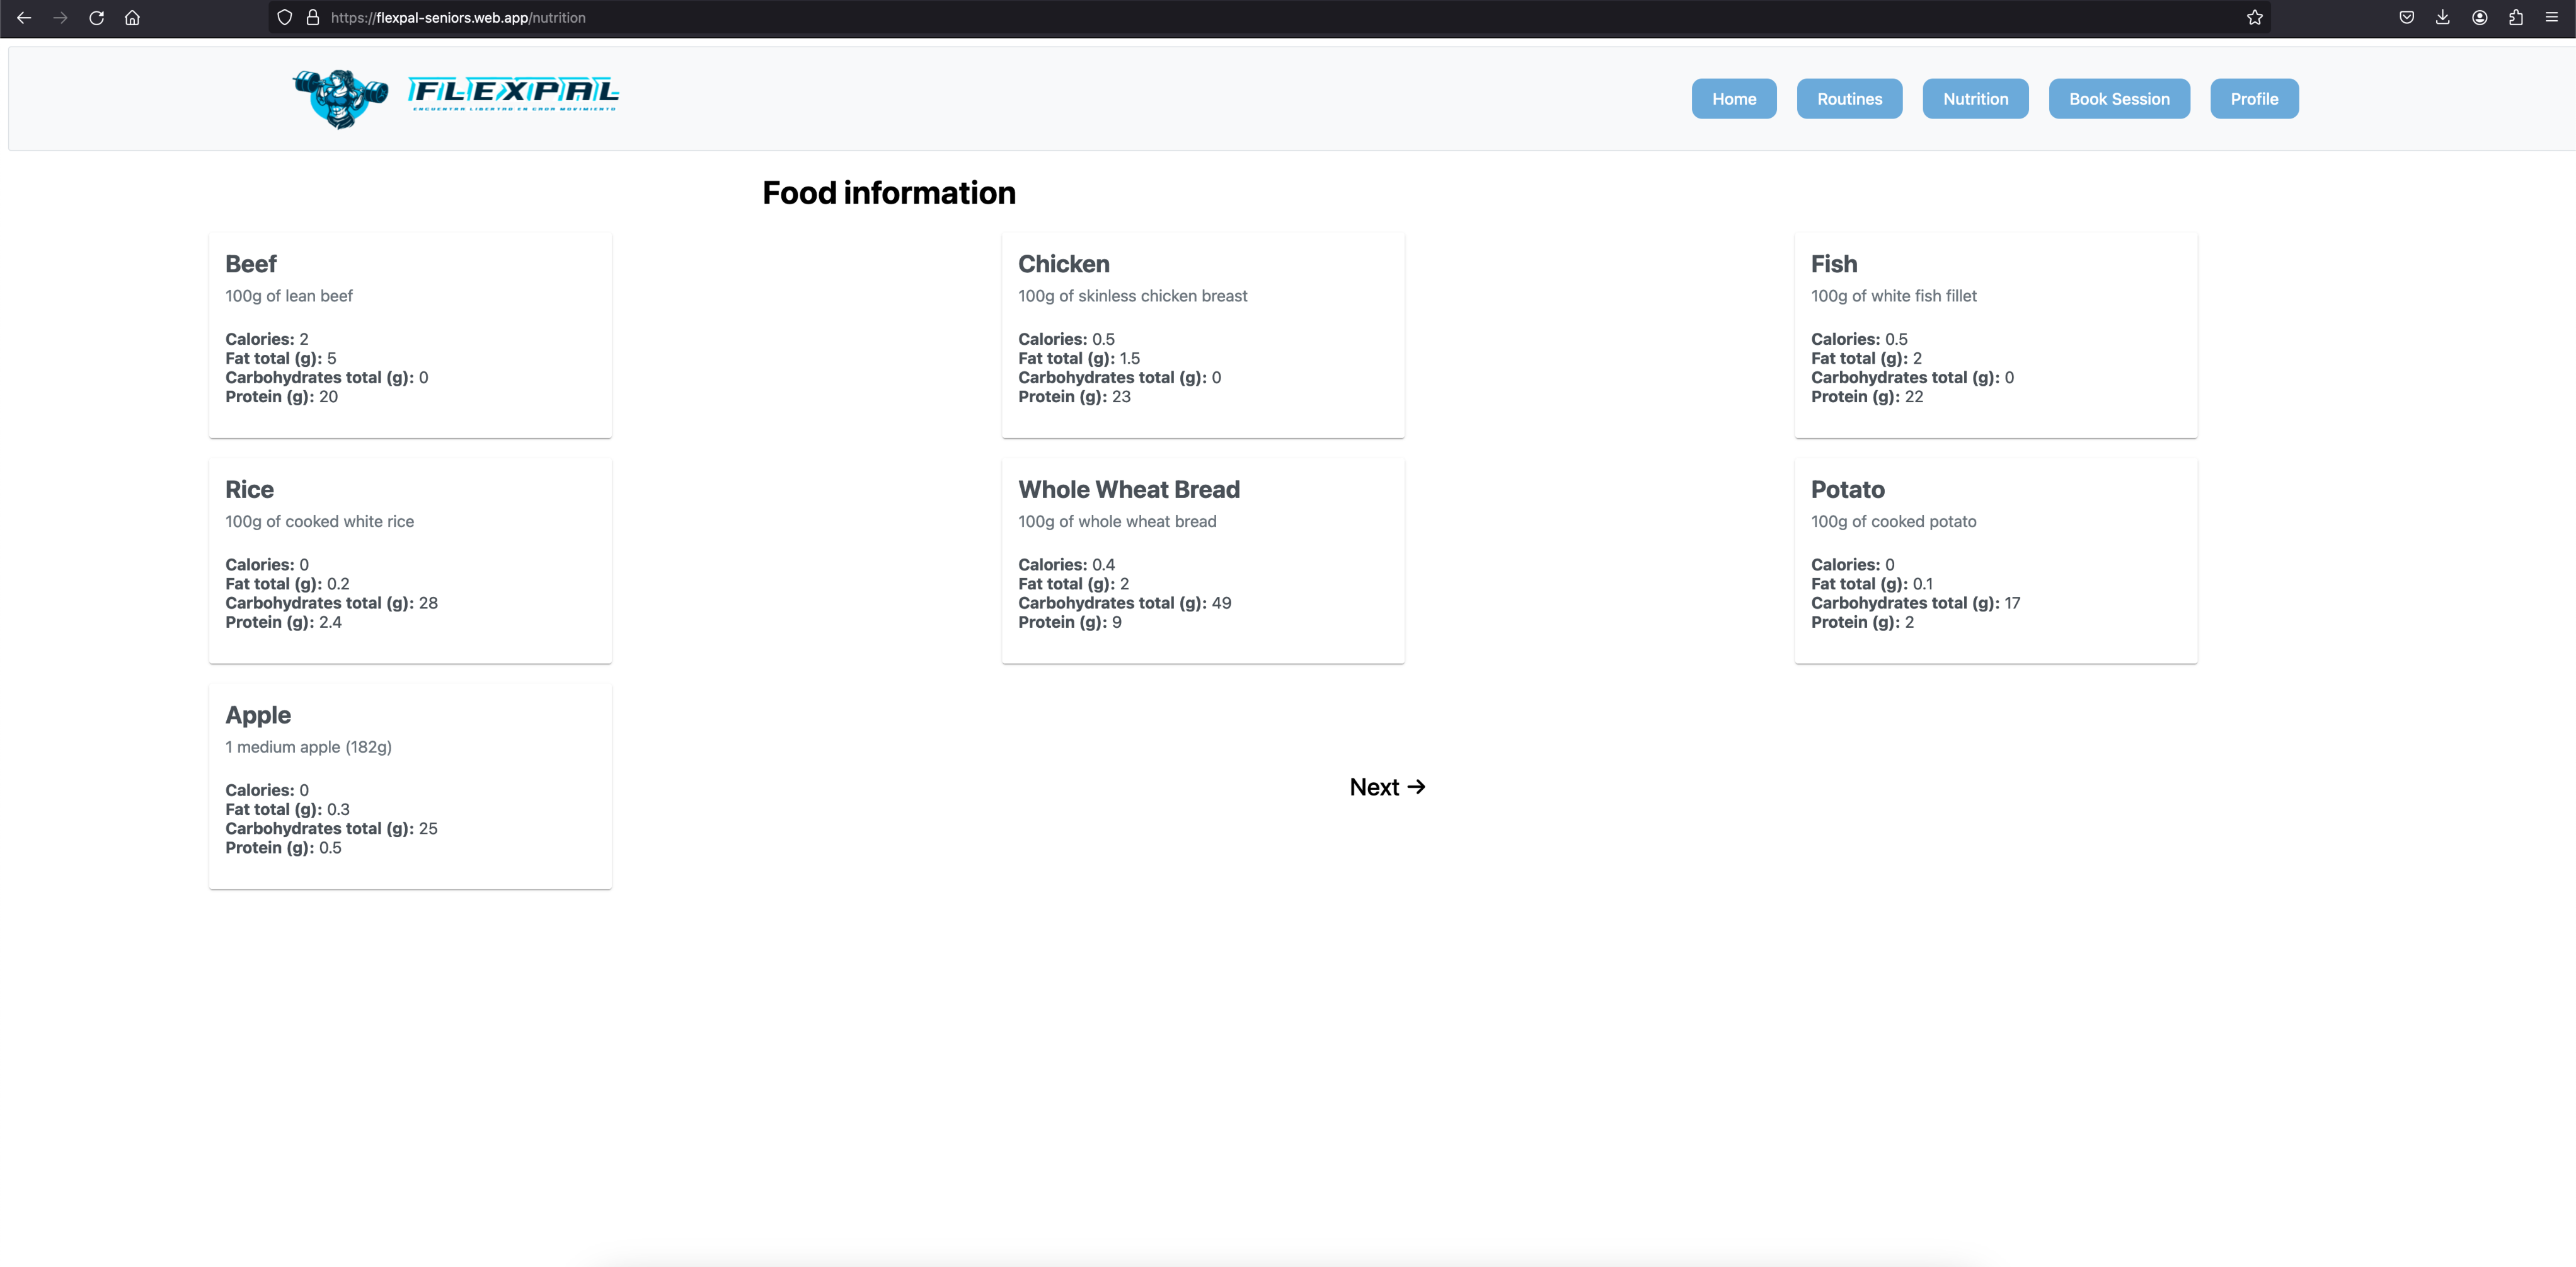 https://flexpal-seniors.web.app/nutrition
FLEXPAL
ENCUENTRA LIBERTAD EN CADA MOVIMIENTO
Home
Routines
Nutrition
Book Session
Profile
Food information
Beef
100g of lean beef
Calories: 2
Fat total (g): 5
Carbohydrates total (g): 0
Protein (g): 20
Chicken
100g of skinless chicken breast
Calories: 0.5
Fat total (g): 1.5
Carbohydrates total (g): 0
Protein (g): 23
Fish
100g of white fish fillet
Calories: 0.5
Fat total (g): 2
Carbohydrates total (g): 0
Protein (g): 22
Rice
100g of cooked white rice
Calories: 0
Fat total (g): 0.2
Carbohydrates total (g): 28
Protein (g): 2.4
Whole Wheat Bread
100g of whole wheat bread
Calories: 0.4
Fat total (g): 2
Carbohydrates total (g): 49
Protein (g): 9
Potato
100g of cooked potato
Calories: 0
Fat total (g): 0.1
Carbohydrates total (g): 17
Protein (g): 2
Apple
1 medium apple (182g)
Calories: 0
Fat total (g): 0.3
Carbohydrates total (g): 25
Protein (g): 0.5
Next →